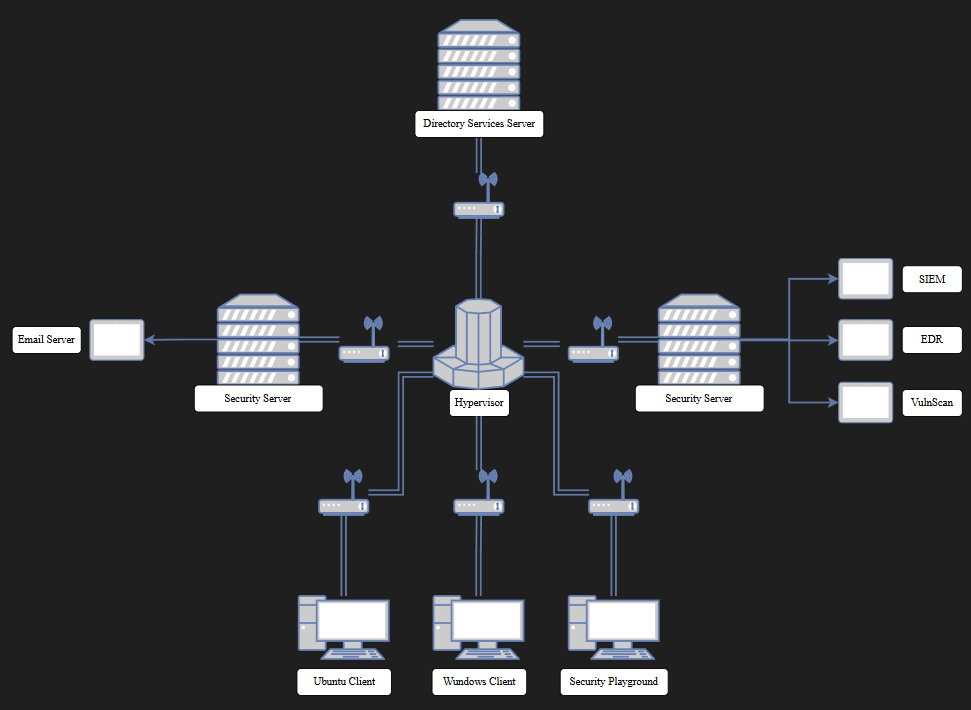 Directory Services Server
SIEM
Email Server
EDR
Security Server
Security Server
Hypervisor
VulnScan
Ubuntu Client
Wundows Client
Security Playground